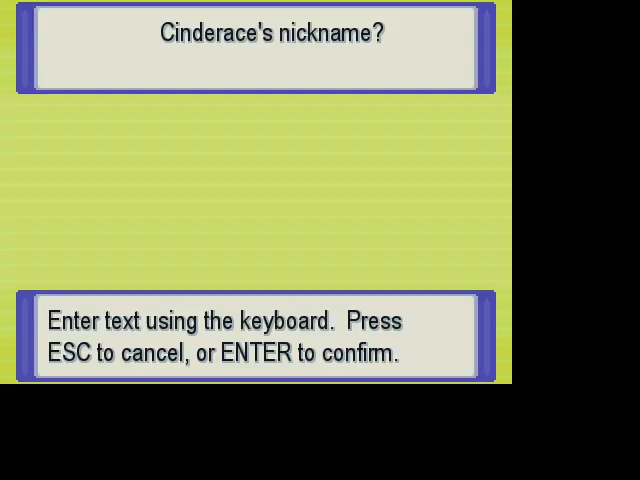 Cinderace's nickname?
Enter text using the keyboard.  Press
ESC to cancel, or ENTER to confirm.